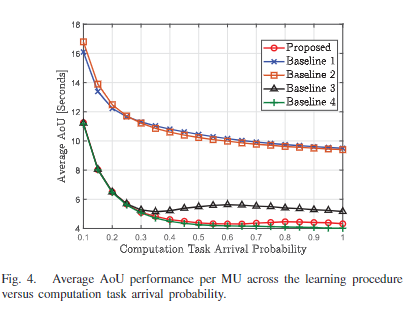 18
16
14
12
10
8
6
4
Average AoU [Seconds]
Proposed
Baseline 1
Baseline 2
Baseline 3
Baseline 4
0.1 0.2 0.3 0.4 0.5 0.6 0.7 0.8 0.9 1
Computation Task Arrival Probability
Fig. 4. Average AoU performance per MU across the learning procedure
versus computation task arrival probability.